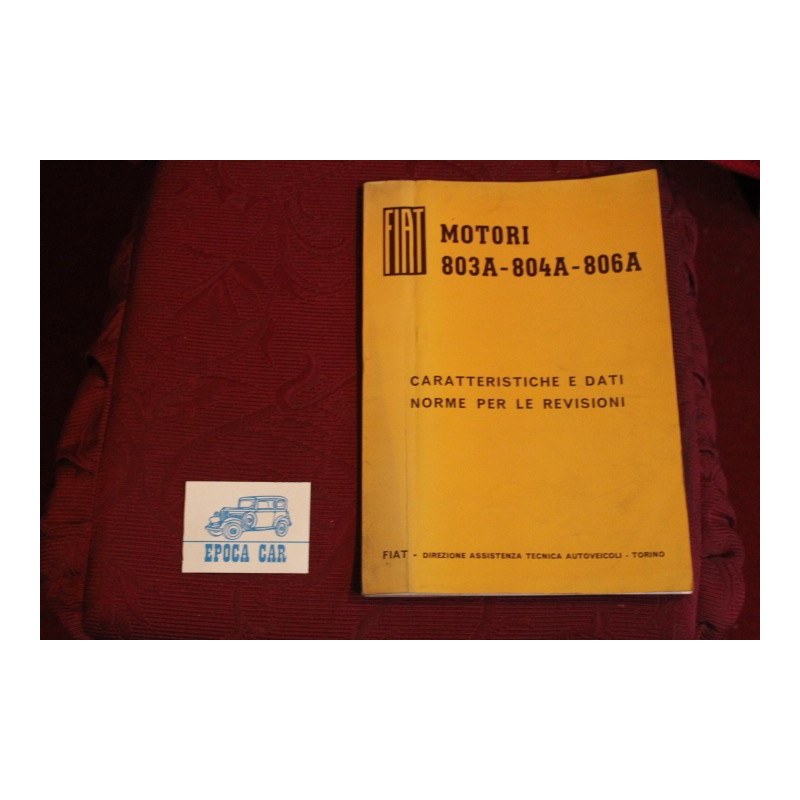 FIAT
MOTORI
803A-804A-806A
CARATTERISTICHE E DATI
NORME PER LE REVISIONI
FIAT - DIREZIONE ASSISTENZA TECNICA AUTOVEICOLI - TORINO
EPOCA CAR